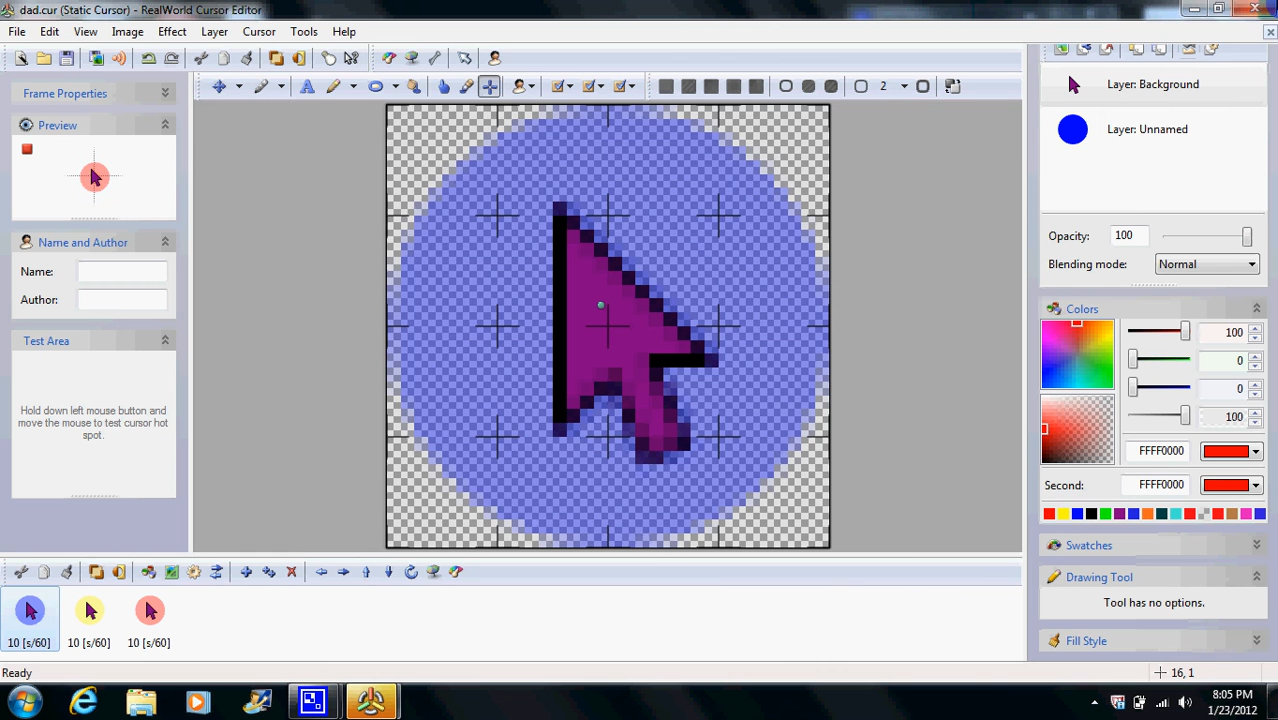 dad.cur (Static Cursor) - RealWorld Cursor Editor
File Edit View Image Effect Layer Cursor Tools Help
2
Frame Properties
Preview
Name and Author
Name:
Author:
Test Area
Hold down left mouse button and
move the mouse to test cursor hot
spot.
Layer: Background
Layer: Unnamed
Opacity: 100
Blending mode: Normal
Colors
100
0
0
100
FFFF0000
Second: FFFF0000
Swatches
Drawing Tool
Tool has no options.
Fill Style
10 [s/60] 10 [s/60] 10 [s/60]
Ready
16, 1
8:05 PM
1/23/2012